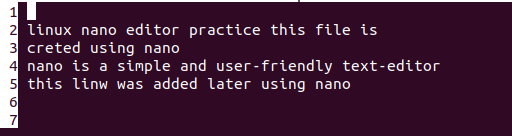 1
2 linux nano editor practice this file is
3 creted using nano
4 nano is a simple and user-friendly text-editor
5 this linw was added later using nano
6
7